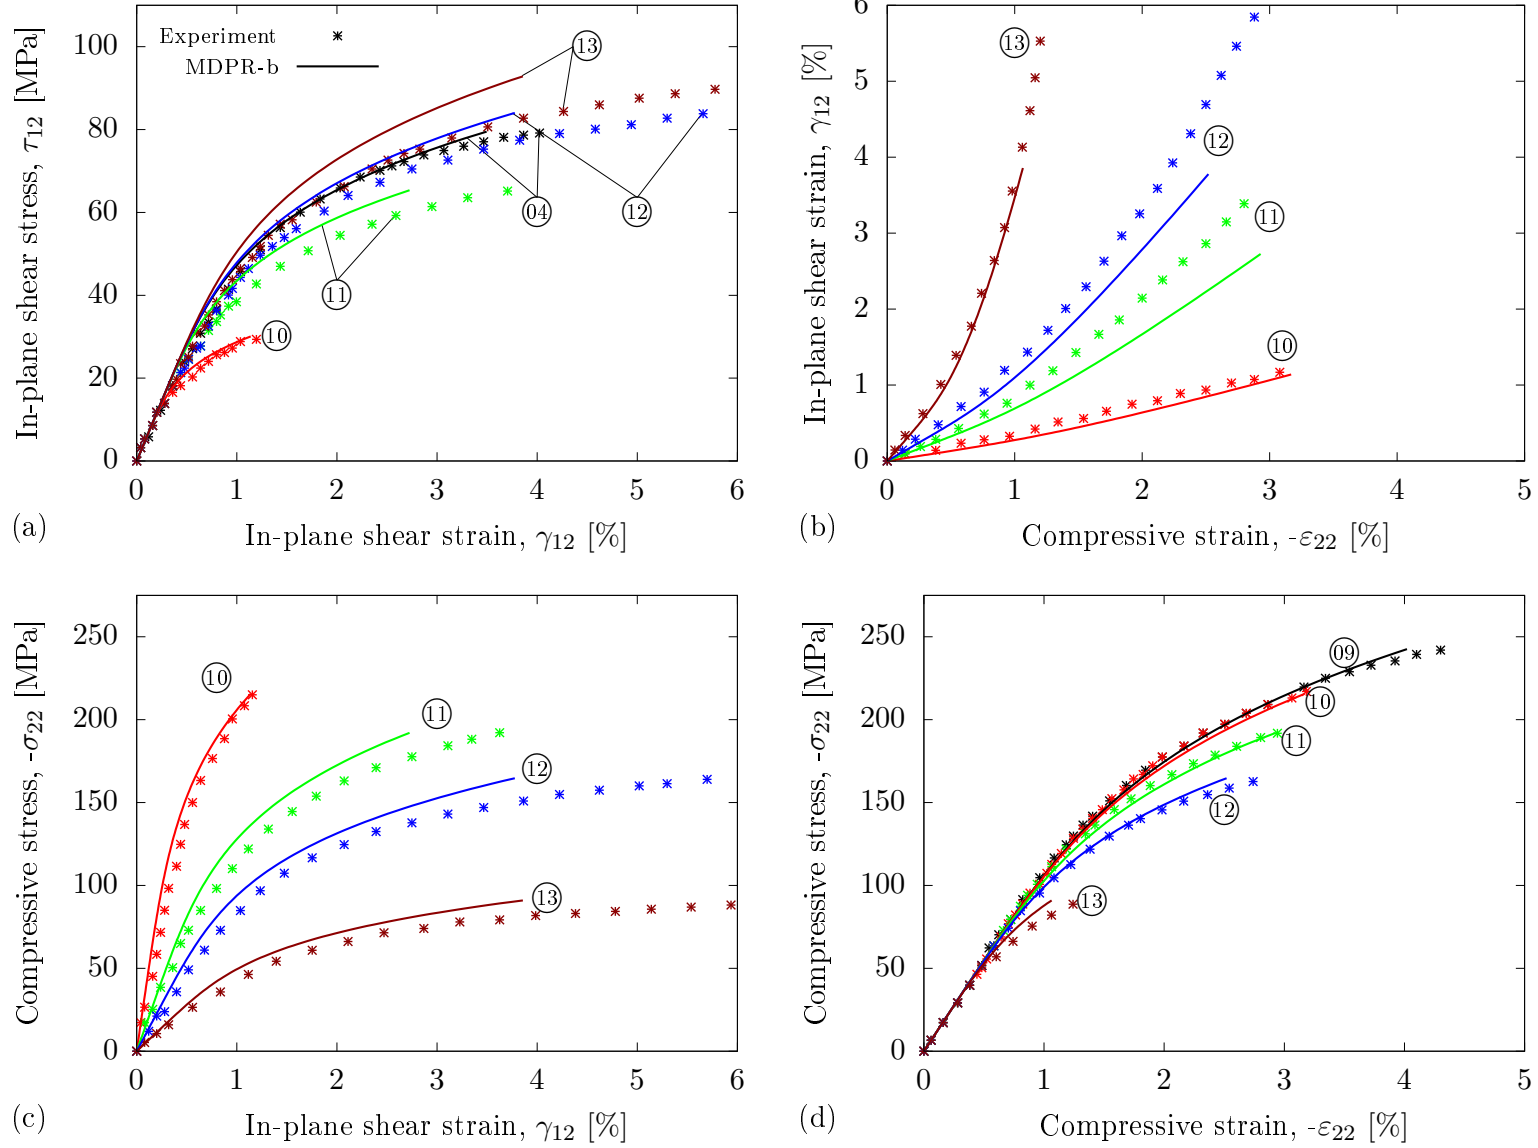 In-plane shear stress, τ12 [MPa]
100
80
60
40
20
0
Experiment
MDPR-b
13
04
12
11
10
0 1 2 3 4 5 6
(a)
In-plane shear strain, γ12 [%]
In-plane shear strain, γ12 [%]
6
5
4
3
2
1
0
13
12
11
10
0 1 2 3 4 5
(b)
Compressive strain, -ε22 [%]
Compressive stress, -σ22 [MPa]
250
200
150
100
50
0
10
11
12
13
0 1 2 3 4 5 6
(c)
In-plane shear strain, γ12 [%]
Compressive stress, -σ22 [MPa]
250
200
150
100
50
0
09
10
11
12
13
0 1 2 3 4 5
(d)
Compressive strain, -ε22 [%]